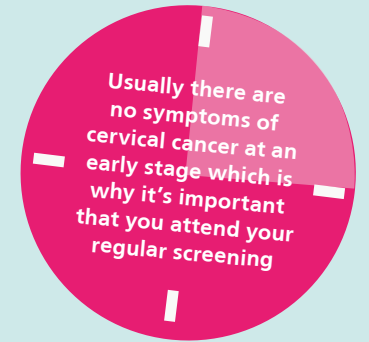 Usually there are
no symptoms of
cervical cancer at an
early stage which is
why it’s important
that you attend your
regular screening